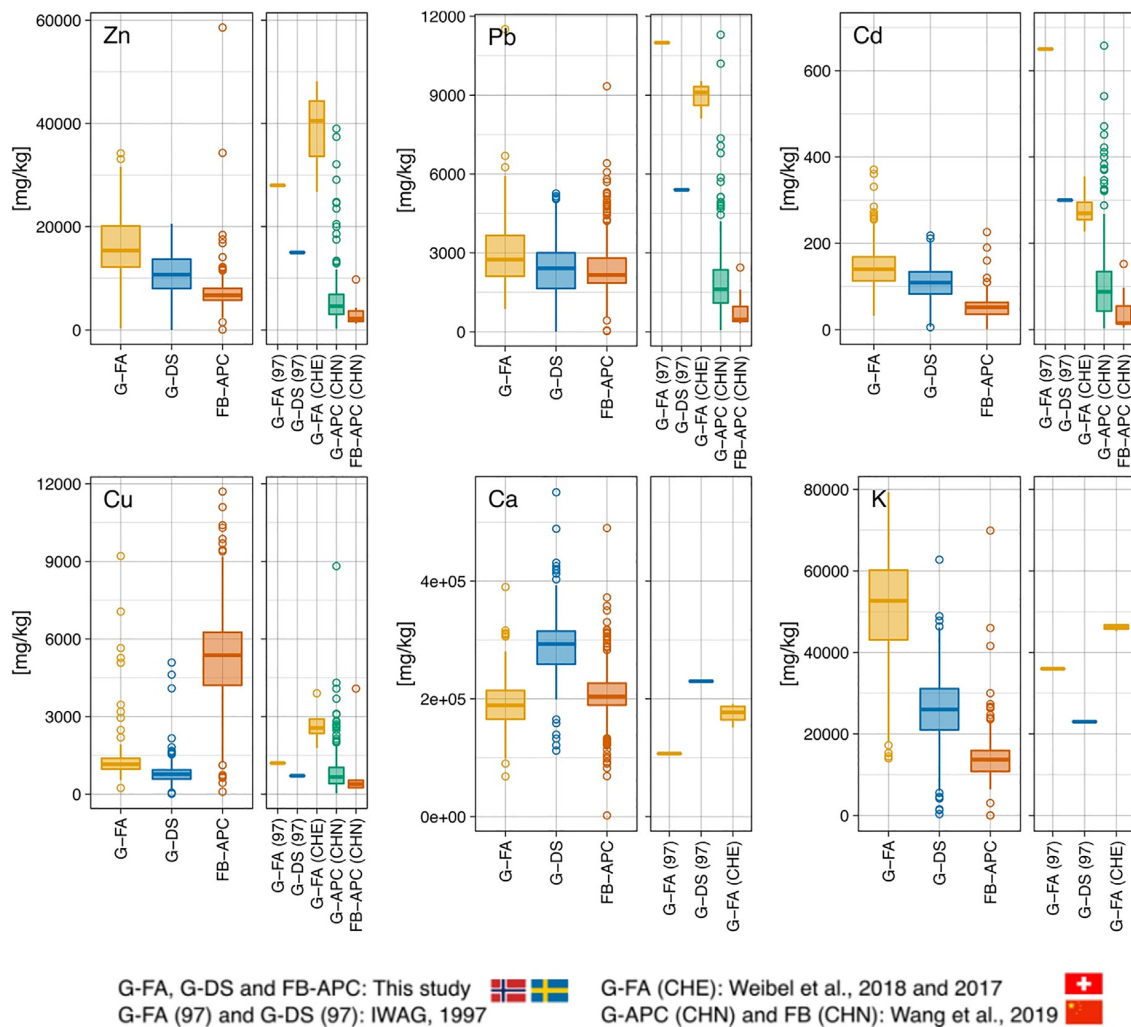 Zn
Pb
Cd
60000
40000
20000
0
[mg/kg]
G-FA
G-DS
FB-APC
G-FA (97)
G-DS (97)
G-FA (CHE)
G-APC (CHN)
FB-APC (CHN)
12000
9000
6000
3000
0
G-FA
G-DS
FB-APC
G-FA (97)
G-DS (97)
G-FA (CHE)
G-APC (CHN)
FB-APC (CHN)
600
400
200
0
[mg/kg]
G-FA
G-DS
FB-APC
G-FA (97)
G-DS (97)
G-FA (CHE)
G-APC (CHN)
FB-APC (CHN)
[mg/kg]
Cu
Ca
K
12000
9000
6000
3000
0
[mg/kg]
G-FA
G-DS
FB-APC
G-FA (97)
G-DS (97)
G-FA (CHE)
G-APC (CHN)
FB-APC (CHN)
4e+05
2e+05
0e+00
[mg/kg]
G-FA
G-DS
FB-APC
G-FA (97)
G-DS (97)
G-FA (CHE)
80000
60000
40000
20000
0
[mg/kg]
G-FA
G-DS
FB-APC
G-FA (97)
G-DS (97)
G-FA (CHE)
G-FA, G-DS and FB-APC: This study
G-FA (97) and G-DS (97): IWAG, 1997
G-FA (CHE): Weibel et al., 2018 and 2017
G-APC (CHN) and FB (CHN): Wang et al., 2019